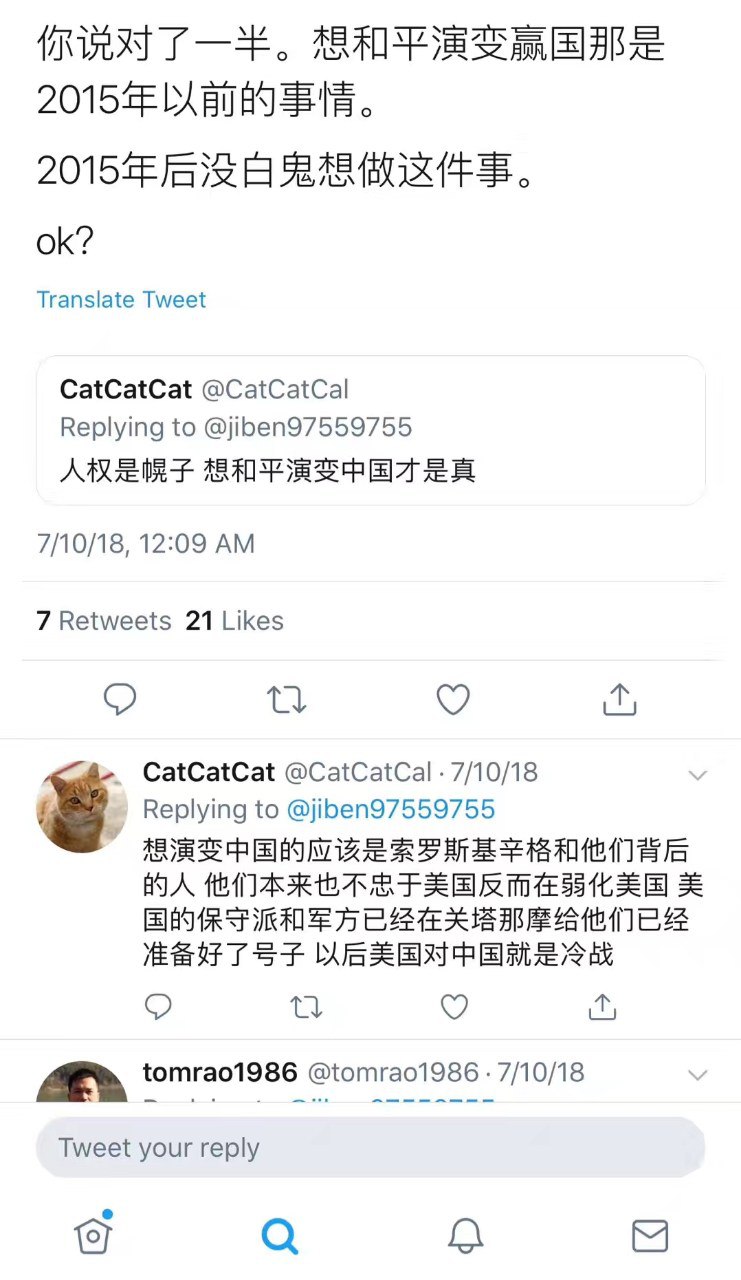 你说对了一半。想和平演变赢国那是
2015年以前的事情。
2015年后没白鬼想做这件事。
ok?
Translate Tweet
CatCatCat @CatCatCal
Replying to @jiben97559755
人权是幌子 想和平演变中国才是真
7/10/18, 12:09 AM
7 Retweets 21 Likes
CatCatCat @CatCatCal · 7/10/18
Replying to @jiben97559755
想演变中国的应该是索罗斯基辛格和他们背后
的人 他们本来也不忠于美国反而在弱化美国 美
国的保守派和军方已经在关塔那摩给他们已经
准备好了号子 以后美国对中国就是冷战
tomrao1986 @tomrao1986 · 7/10/18
Tweet your reply